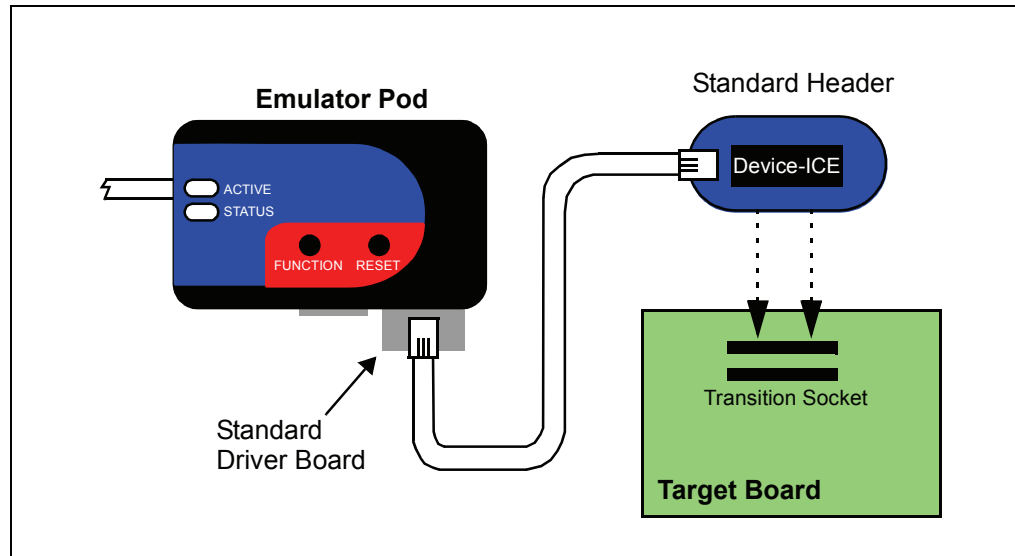 Emulator Pod
Standard Header
ACTIVE
STATUS
FUNCTION RESET
Device-ICE
Standard
Driver Board
Transition Socket
Target Board